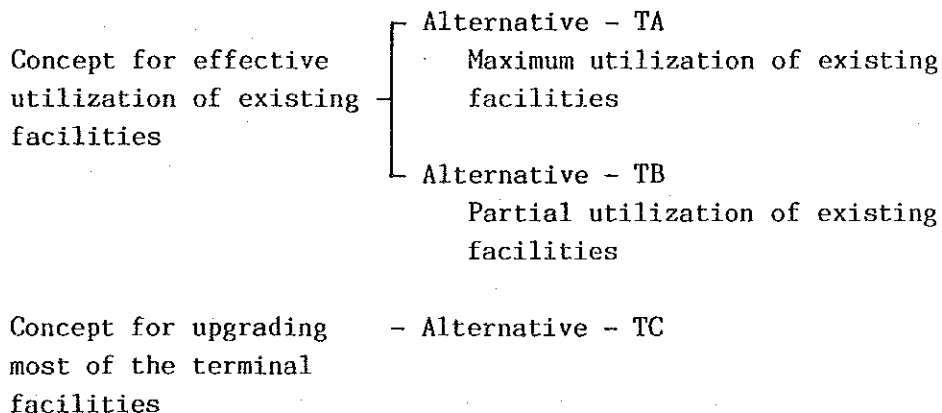 Concept for effective
utilization of existing
facilities
Alternative - TA
Maximum utilization of existing
facilities
Alternative - TB
Partial utilization of existing
facilities
Concept for upgrading
most of the terminal
facilities
- Alternative - TC